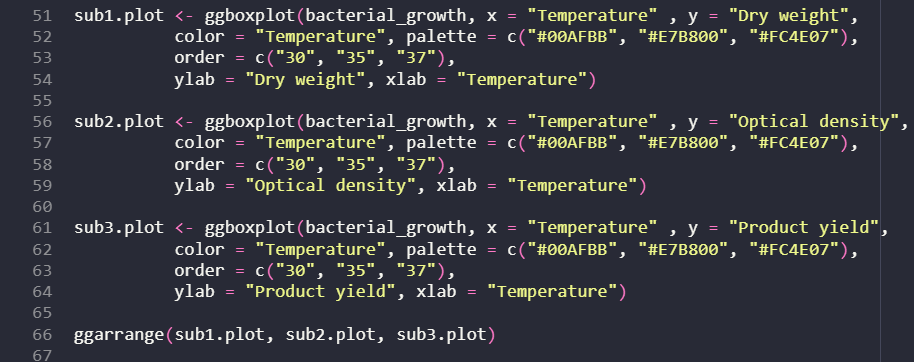 51 sub1.plot <- ggboxplot(bacterial_growth, x = "Temperature" , y = "Dry weight",
52           color = "Temperature", palette = c("#00AFBB", "#E7B800", "#FC4E07"),
53           order = c("30", "35", "37"),
54           ylab = "Dry weight", xlab = "Temperature")
55
56 sub2.plot <- ggboxplot(bacterial_growth, x = "Temperature" , y = "Optical density",
57           color = "Temperature", palette = c("#00AFBB", "#E7B800", "#FC4E07"),
58           order = c("30", "35", "37"),
59           ylab = "Optical density", xlab = "Temperature")
60
61 sub3.plot <- ggboxplot(bacterial_growth, x = "Temperature" , y = "Product yield",
62           color = "Temperature", palette = c("#00AFBB", "#E7B800", "#FC4E07"),
63           order = c("30", "35", "37"),
64           ylab = "Product yield", xlab = "Temperature")
65
66 ggarrange(sub1.plot, sub2.plot, sub3.plot)
67